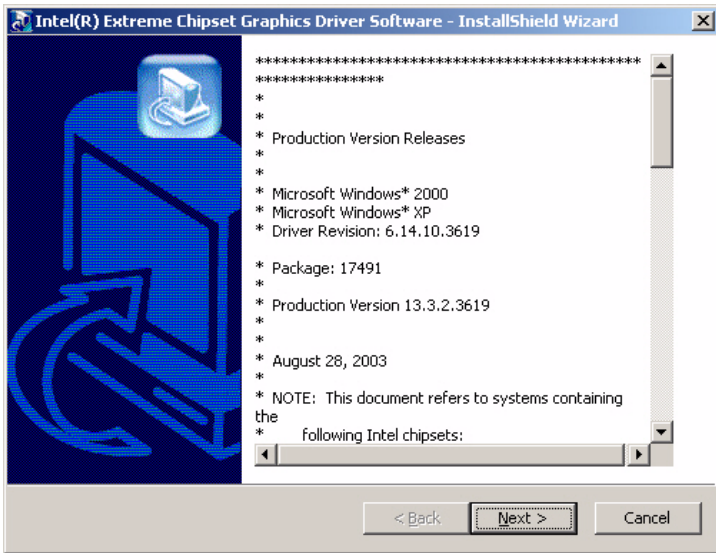 Intel(R) Extreme Chipset Graphics Driver Software - InstallShield Wizard
*********************************************
***************
*
*
* Production Version Releases
*
*
* Microsoft Windows* 2000
* Microsoft Windows* XP
* Driver Revision: 6.14.10.3619

* Package: 17491
*
* Production Version 13.3.2.3619
*
*
* August 28, 2003
*
* NOTE: This document refers to systems containing
the
* following Intel chipsets:
< Back
Next >
Cancel